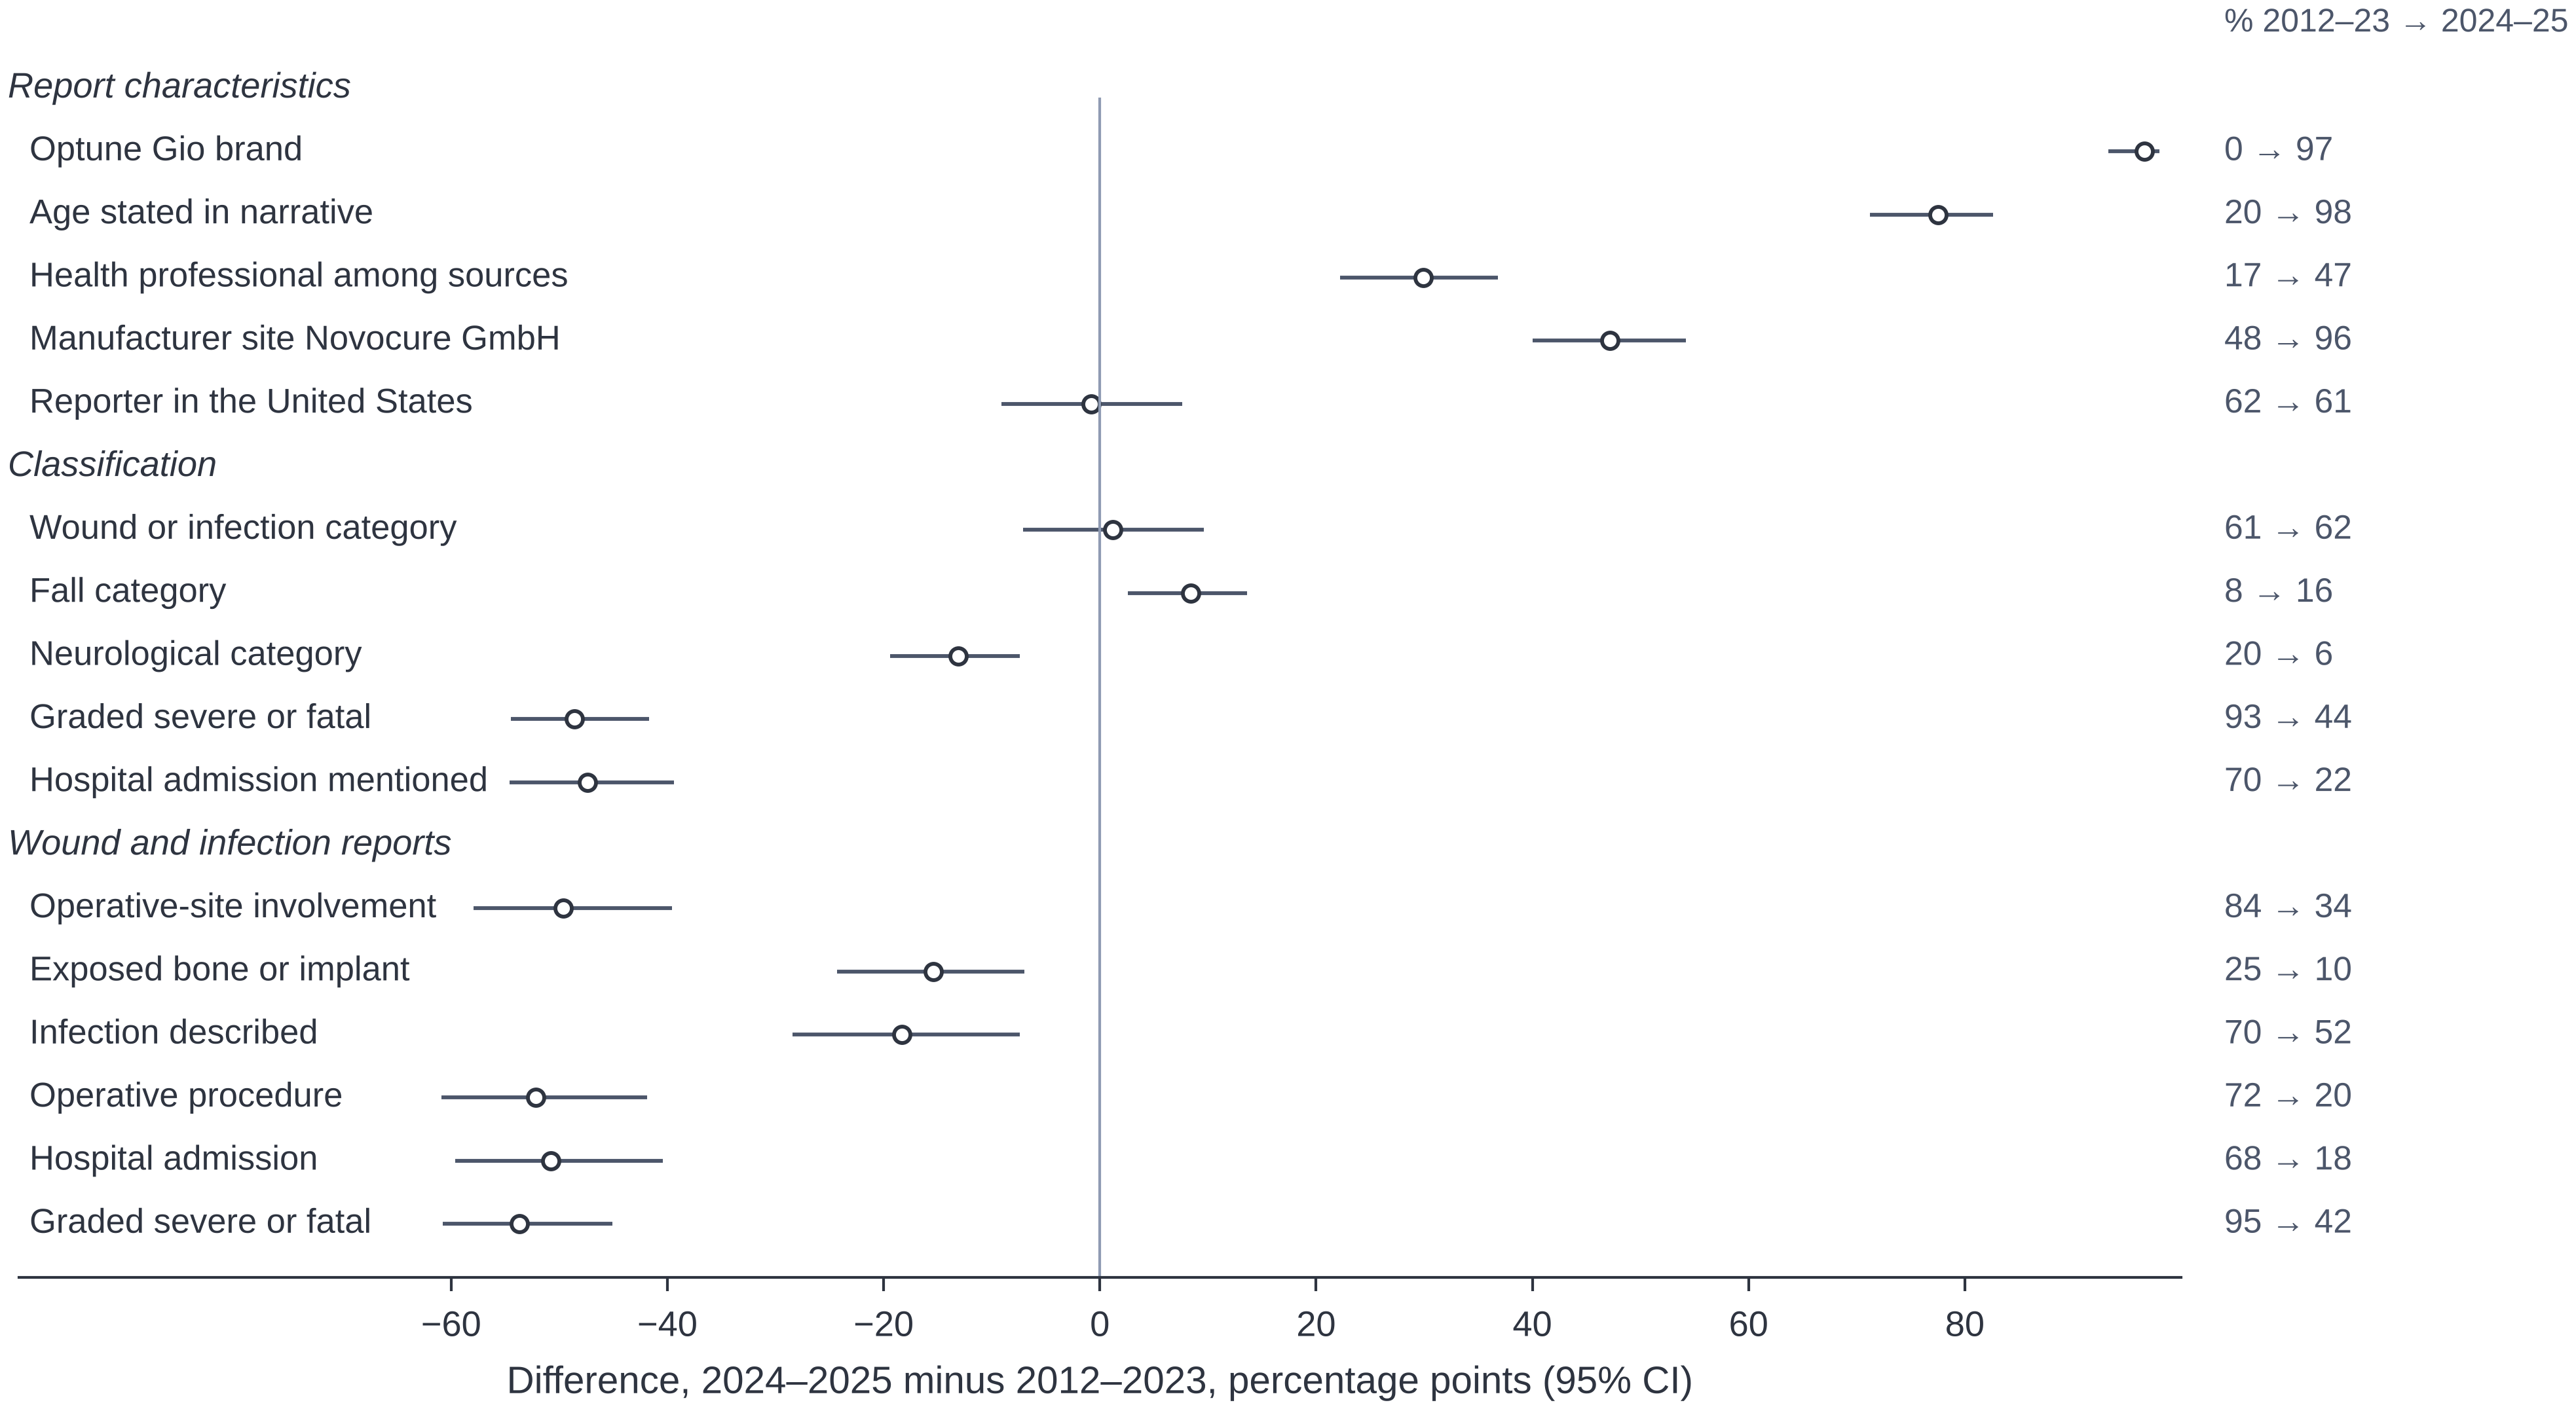 % 2012–23 → 2024–25
Report characteristics
Optune Gio brand 0 → 97
Age stated in narrative 20 → 98
Health professional among sources 17 → 47
Manufacturer site Novocure GmbH 48 → 96
Reporter in the United States 62 → 61
Classification
Wound or infection category 61 → 62
Fall category 8 → 16
Neurological category 20 → 6
Graded severe or fatal 93 → 44
Hospital admission mentioned 70 → 22
Wound and infection reports
Operative-site involvement 84 → 34
Exposed bone or implant 25 → 10
Infection described 70 → 52
Operative procedure 72 → 20
Hospital admission 68 → 18
Graded severe or fatal 95 → 42
−60 −40 −20 0 20 40 60 80
Difference, 2024–2025 minus 2012–2023, percentage points (95% CI)